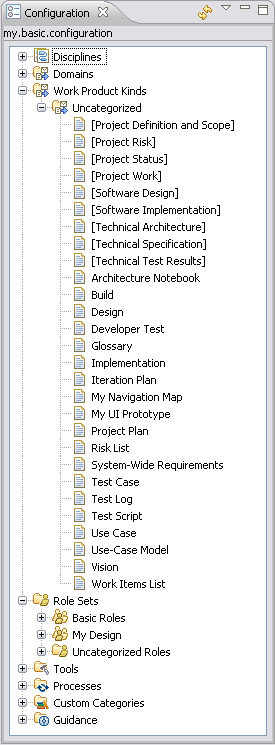 Configuration
my.basic.configuration
Disciplines
Domains
Work Product Kinds
Uncategorized
[Project Definition and Scope]
[Project Risk]
[Project Status]
[Project Work]
[Software Design]
[Software Implementation]
[Technical Architecture]
[Technical Specification]
[Technical Test Results]
Architecture Notebook
Build
Design
Developer Test
Glossary
Implementation
Iteration Plan
My Navigation Map
My UI Prototype
Project Plan
Risk List
System-Wide Requirements
Test Case
Test Log
Test Script
Use Case
Use-Case Model
Vision
Work Items List
Role Sets
Basic Roles
My Design
Uncategorized Roles
Tools
Processes
Custom Categories
Guidance